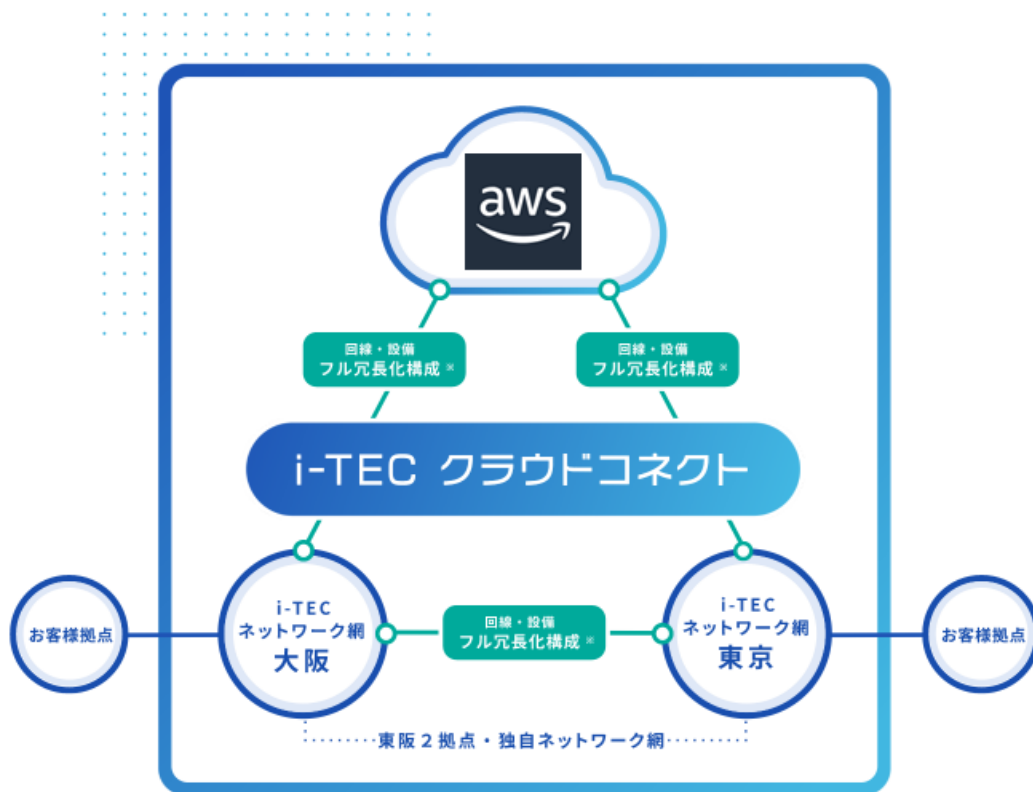 aws
回線・設備
フル冗長化構成 ※
回線・設備
フル冗長化構成 ※
i-TEC クラウドコネクト
お客様拠点
i-TEC
ネットワーク網
大阪
回線・設備
フル冗長化構成 ※
i-TEC
ネットワーク網
東京
お客様拠点
東阪2拠点・独自ネットワーク網